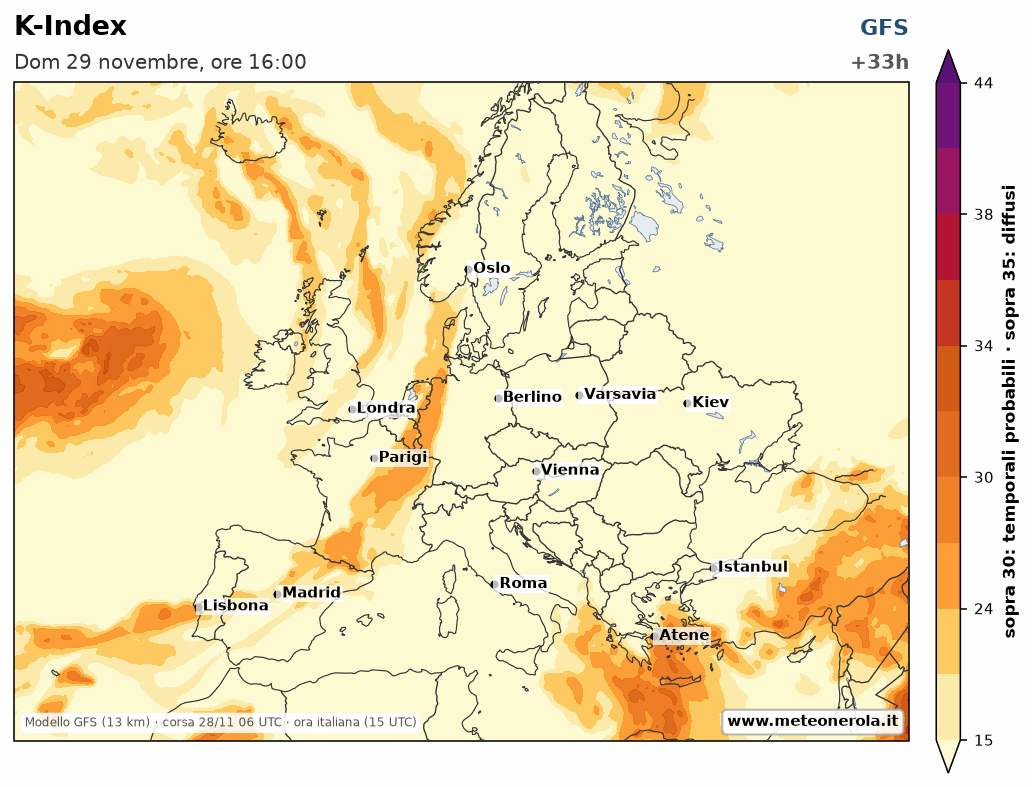 K-Index
GFS
Dom 29 novembre, ore 16:00
+33h
44
38
34
30
24
15
sopra 30: temporali probabili · sopra 35: diffusi
Oslo
Berlino
Varsavia
Kiev
Londra
Parigi
Vienna
Istanbul
Roma
Madrid
Lisbona
Atene
Modello GFS (13 km) · corsa 28/11 06 UTC · ora italiana (15 UTC)
www.meteonerola.it